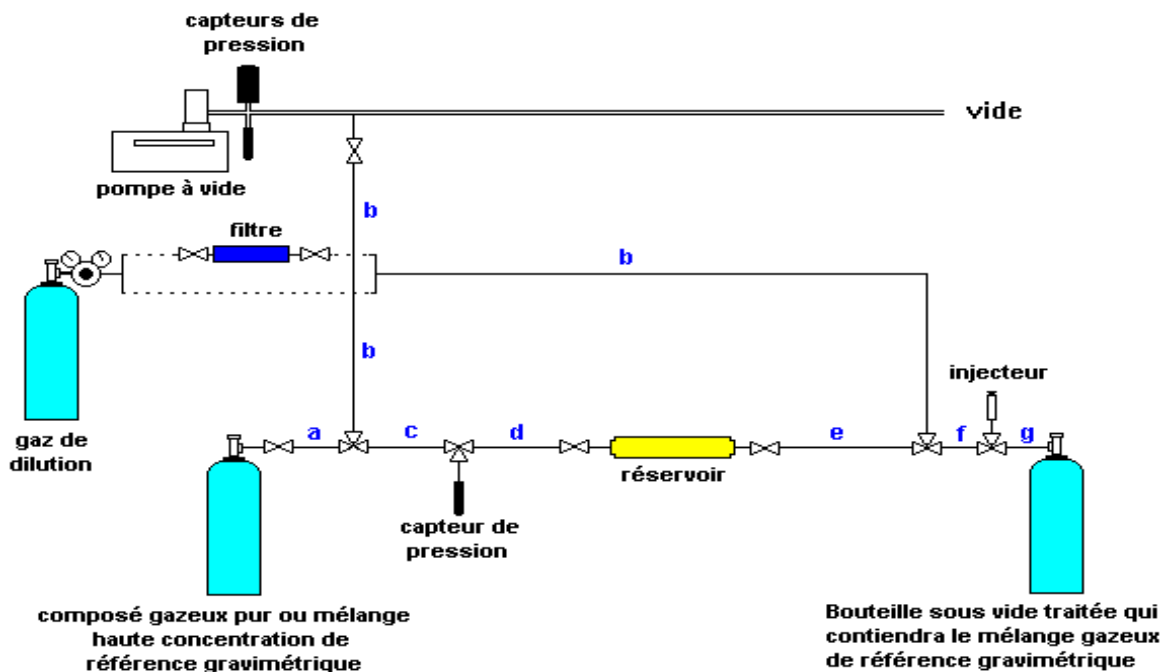 capteurs de
pression
vide
pompe à vide
b
filtre
b
b
injecteur
a
c
d
e
f
g
gaz de
dilution
réservoir
capteur de
pression
composé gazeux pur ou mélange
haute concentration de
référence gravimétrique
Bouteille sous vide traitée qui
contiendra le mélange gazeux
de référence gravimétrique